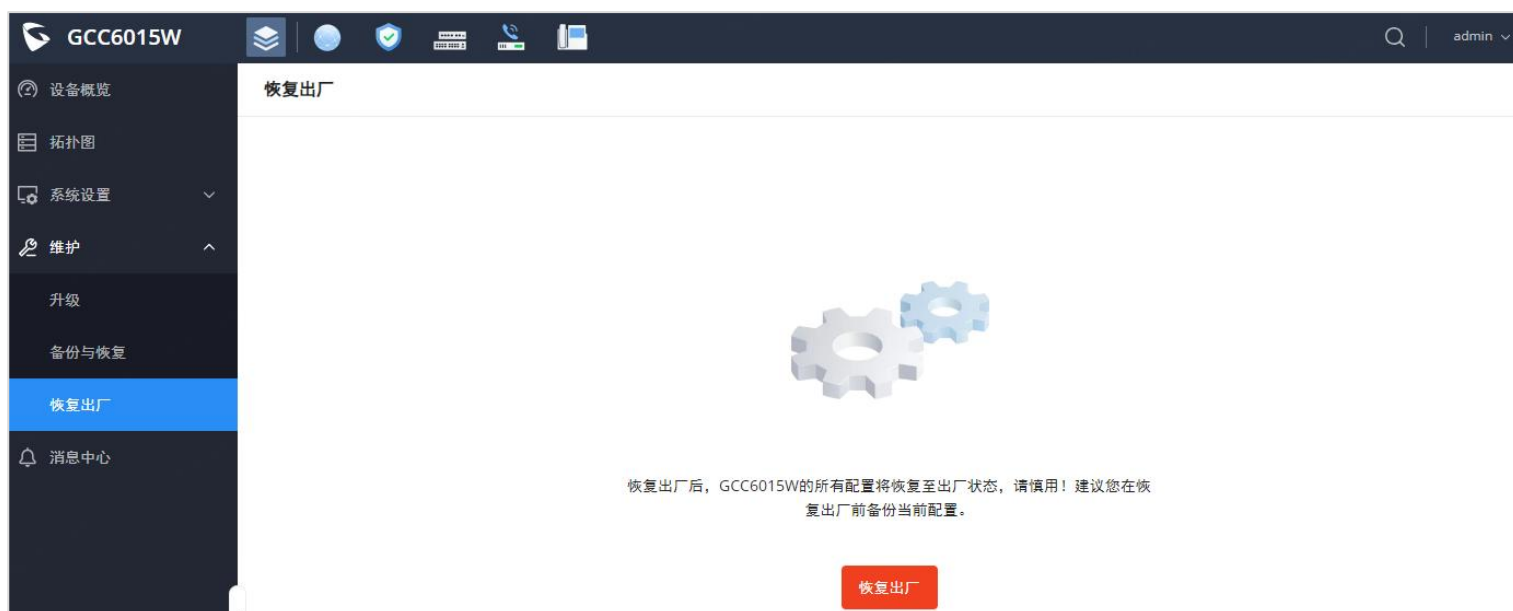 GCC6015W
admin
设备概览
恢复出厂
拓扑图
系统设置
维护
升级
备份与恢复
恢复出厂
消息中心
恢复出厂后，GCC6015W的所有配置将恢复至出厂状态，请慎用！建议您在恢
复出厂前备份当前配置。
恢复出厂